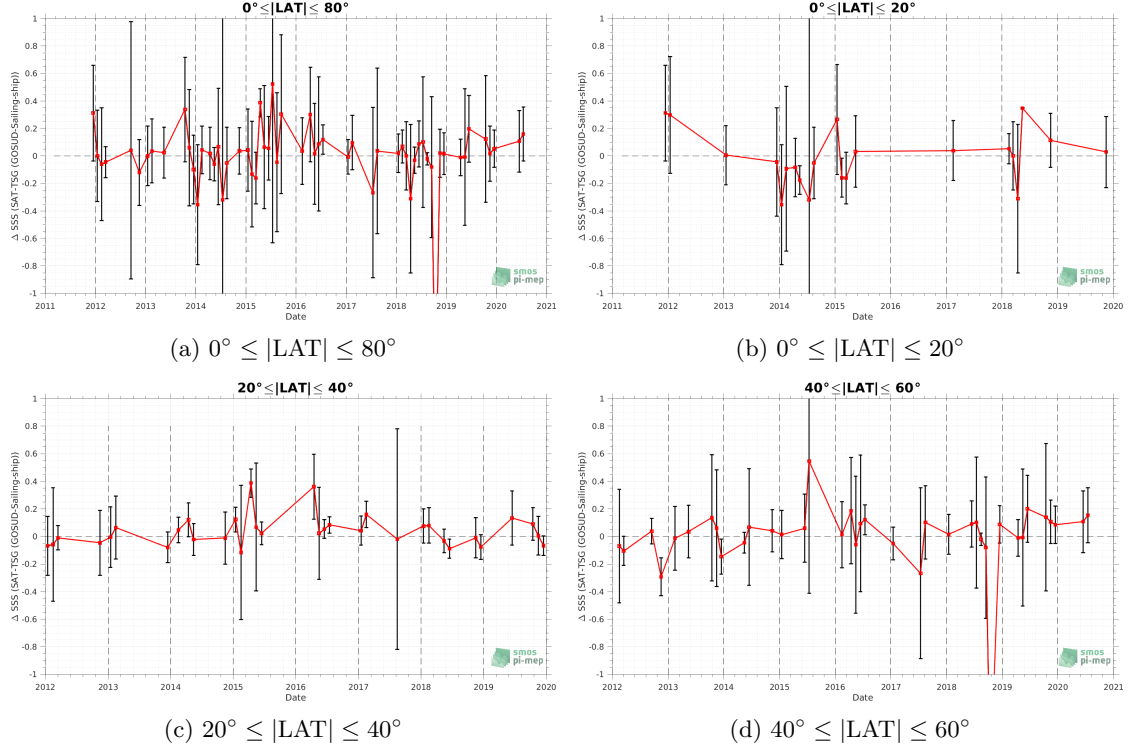 0°≤|LAT|≤ 80°
Δ SSS (SAT-TSG (GOSUD-Sailing-ship))
1
0.8
0.6
0.4
0.2
0
-0.2
-0.4
-0.6
-0.8
-1
smos
pi-mep
2011 2012 2013 2014 2015 2016 2017 2018 2019 2020 2021
Date
(a) 0° ≤ |LAT| ≤ 80°
0°≤|LAT|≤ 20°
Δ SSS (SAT-TSG (GOSUD-Sailing-ship))
1
0.8
0.6
0.4
0.2
0
-0.2
-0.4
-0.6
-0.8
-1
smos
pi-mep
2011 2012 2013 2014 2015 2016 2017 2018 2019 2020
Date
(b) 0° ≤ |LAT| ≤ 20°
20°≤|LAT|≤ 40°
Δ SSS (SAT-TSG (GOSUD-Sailing-ship))
1
0.8
0.6
0.4
0.2
0
-0.2
-0.4
-0.6
-0.8
-1
smos
pi-mep
2012 2013 2014 2015 2016 2017 2018 2019 2020
Date
(c) 20° ≤ |LAT| ≤ 40°
40°≤|LAT|≤ 60°
Δ SSS (SAT-TSG (GOSUD-Sailing-ship))
1
0.8
0.6
0.4
0.2
0
-0.2
-0.4
-0.6
-0.8
-1
smos
pi-mep
2012 2013 2014 2015 2016 2017 2018 2019 2020 2021
Date
(d) 40° ≤ |LAT| ≤ 60°